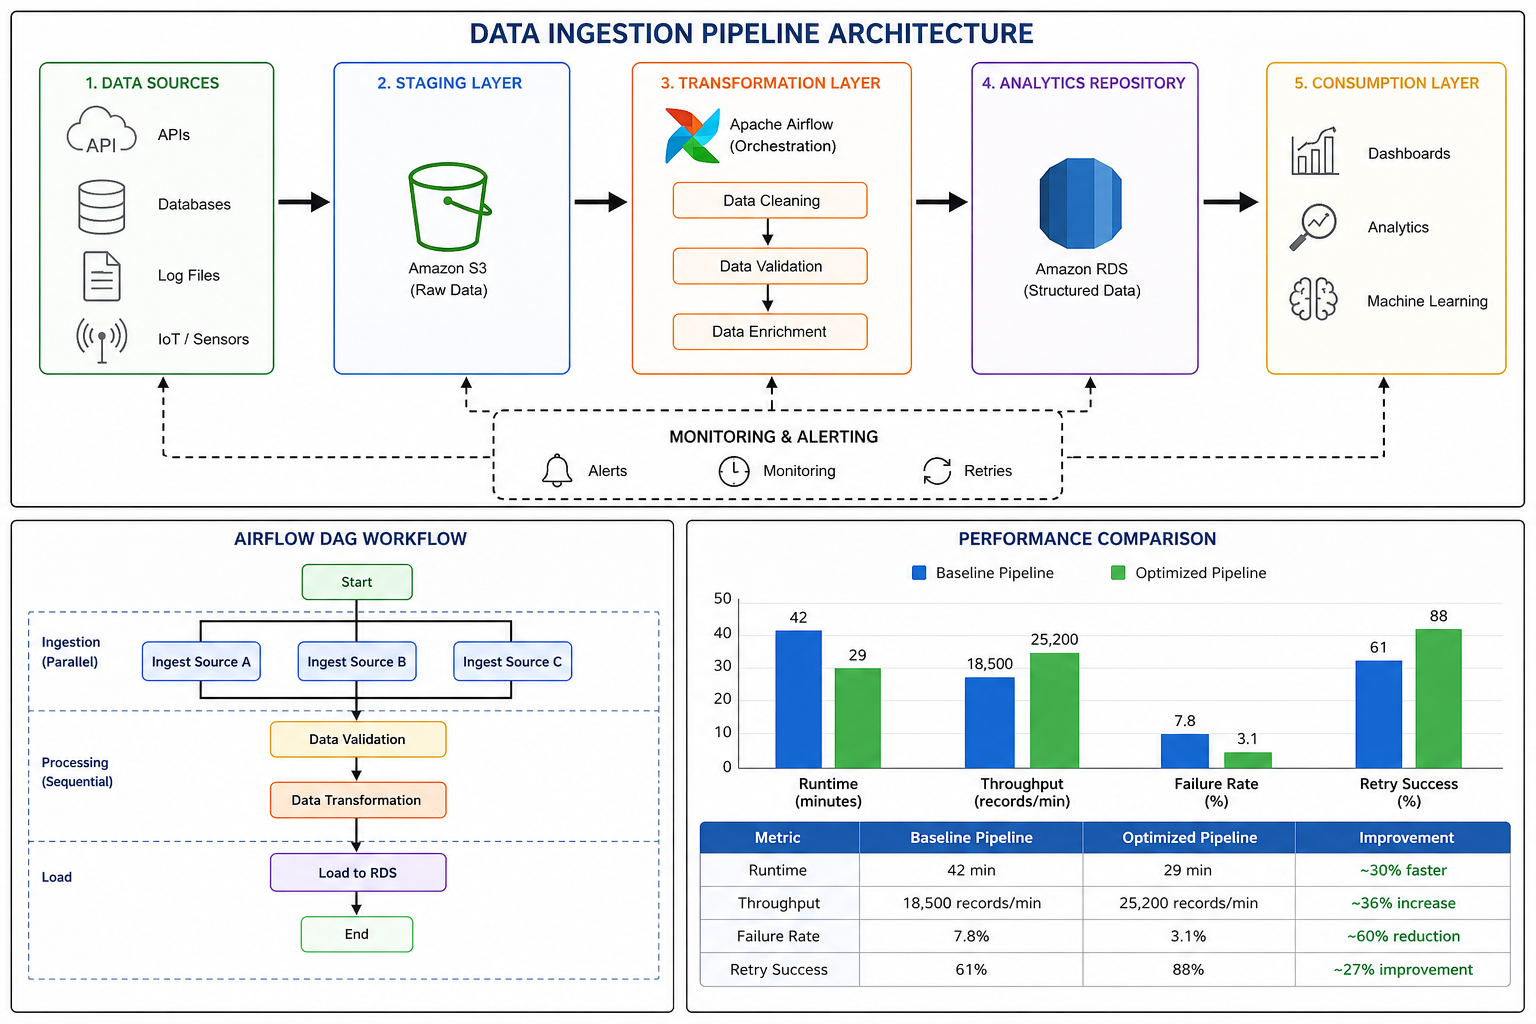 DATA INGESTION PIPELINE ARCHITECTURE
1. DATA SOURCES
API
APIs
Databases
Log Files
IoT / Sensors
2. STAGING LAYER
Amazon S3
(Raw Data)
3. TRANSFORMATION LAYER
Apache Airflow
(Orchestration)
Data Cleaning
Data Validation
Data Enrichment
4. ANALYTICS REPOSITORY
Amazon RDS
(Structured Data)
5. CONSUMPTION LAYER
Dashboards
Analytics
Machine Learning
MONITORING & ALERTING
Alerts
Monitoring
Retries
AIRFLOW DAG WORKFLOW
Start
Ingestion
(Parallel)
Ingest Source A
Ingest Source B
Ingest Source C
Processing
(Sequential)
Data Validation
Data Transformation
Load
Load to RDS
End
PERFORMANCE COMPARISON
Baseline Pipeline
Optimized Pipeline
50
40
30
20
10
0
42
29
18,500
25,200
7.8
3.1
61
88
Runtime
(minutes)
Throughput
(records/min)
Failure Rate
(%)
Retry Success
(%)
Metric Baseline Pipeline Optimized Pipeline Improvement
Runtime 42 min 29 min ~30% faster
Throughput 18,500 records/min 25,200 records/min ~36% increase
Failure Rate 7.8% 3.1% ~60% reduction
Retry Success 61% 88% ~27% improvement